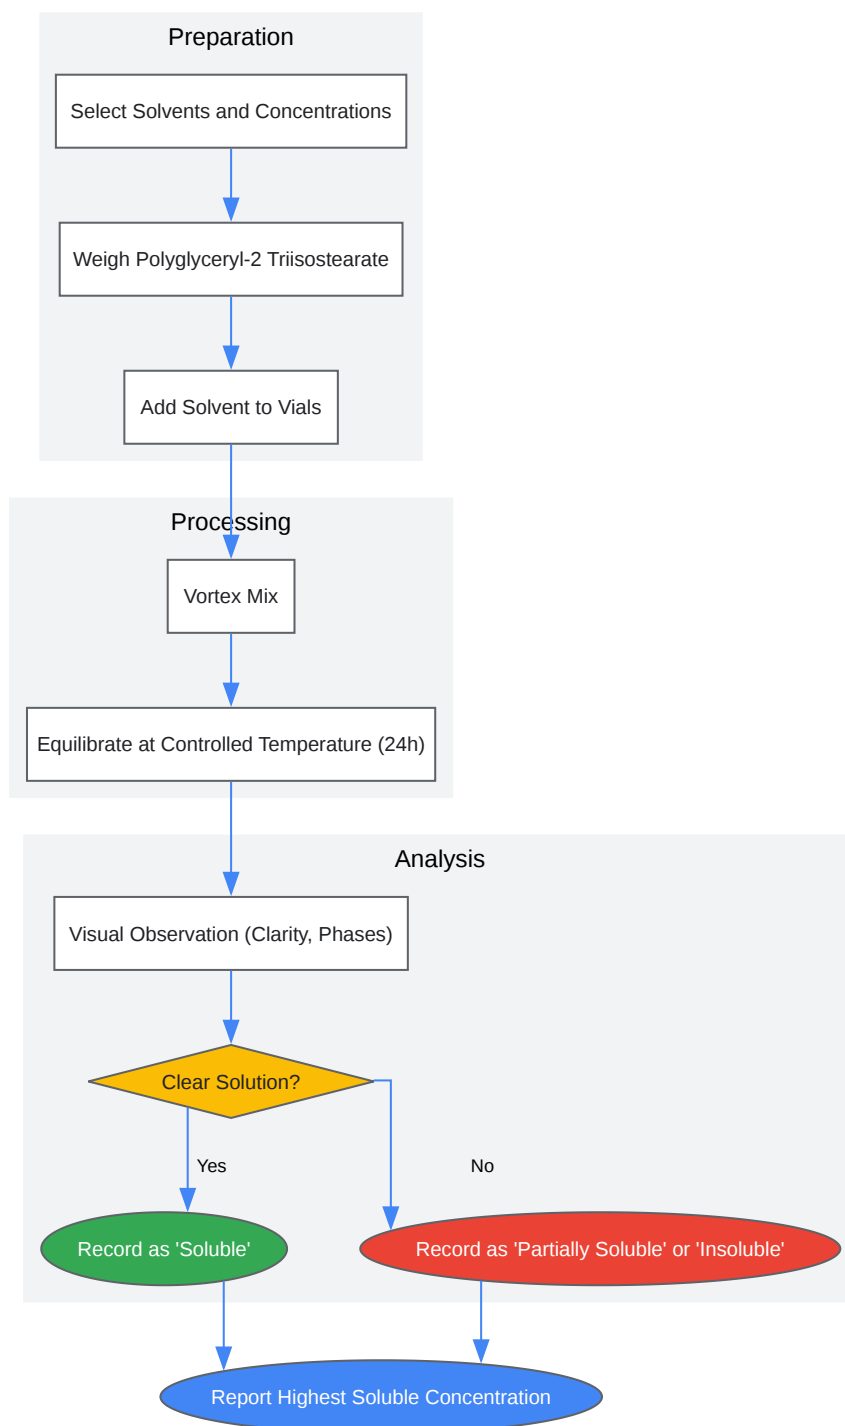 Preparation
Select Solvents and Concentrations
Weigh Polyglyceryl-2 Triisostearate
Add Solvent to Vials
Processing
Vortex Mix
Equilibrate at Controlled Temperature (24h)
Analysis
Visual Observation (Clarity, Phases)
Clear Solution?
Yes
No
Record as 'Soluble'
Record as 'Partially Soluble' or 'Insoluble'
Report Highest Soluble Concentration